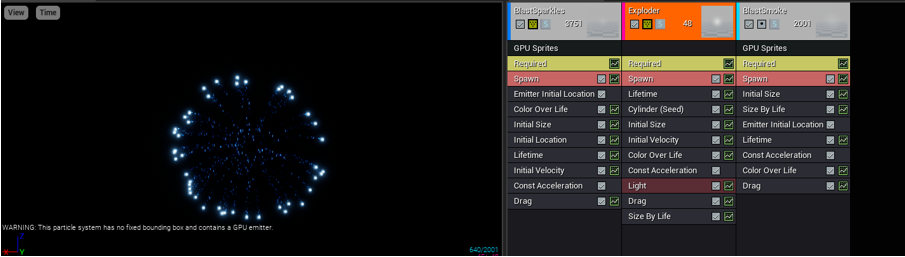 View Time
WARNING: This particle system has no fixed bounding box and contains a GPU emitter.
Z
X Y
640/2001
BlastSparkles
S 3751
GPU Sprites
Required
Spawn
Emitter Initial Location
Color Over Life
Initial Size
Initial Location
Lifetime
Initial Velocity
Const Acceleration
Drag
Exploder
S 48
Required
Spawn
Lifetime
Cylinder (Seed)
Initial Size
Initial Velocity
Color Over Life
Const Acceleration
Light
Drag
Size By Life
BlastSmoke
S 2001
GPU Sprites
Required
Spawn
Initial Size
Size By Life
Emitter Initial Location
Lifetime
Const Acceleration
Color Over Life
Drag